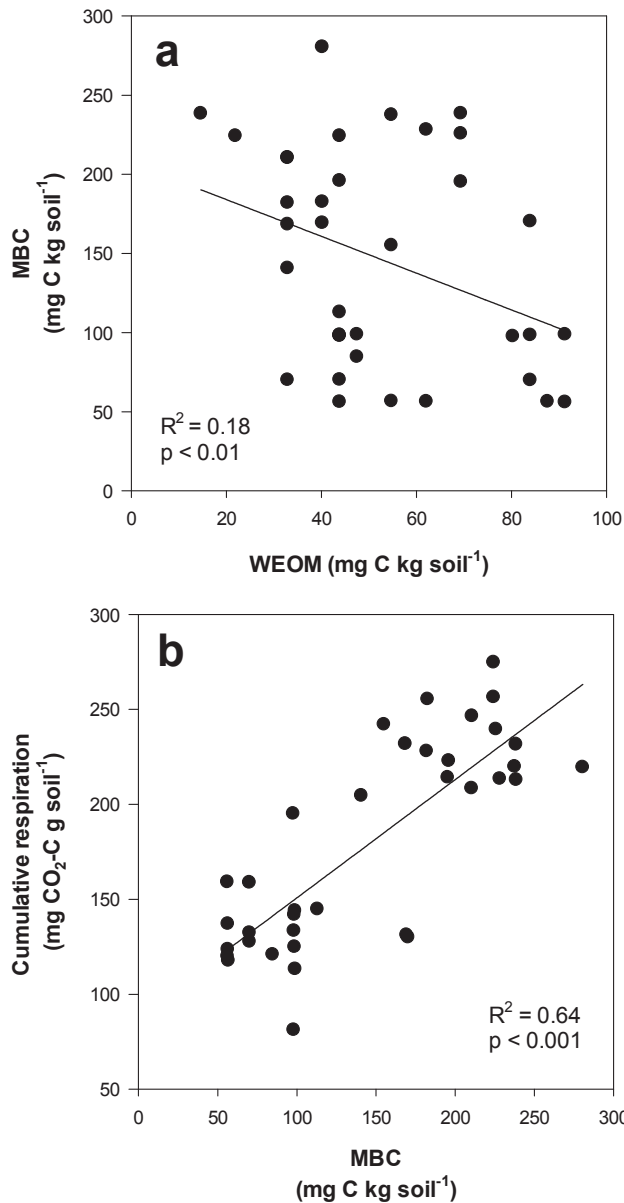 a
300
250
200
150
100
50
0
MBC
(mg C kg soil⁻¹)
R² = 0.18
p < 0.01
0 20 40 60 80 100
WEOM (mg C kg soil⁻¹)
b
300
250
200
150
100
50
Cumulative respiration
(mg CO₂-C g soil⁻¹)
R² = 0.64
p < 0.001
0 50 100 150 200 250 300
MBC
(mg C kg soil⁻¹)